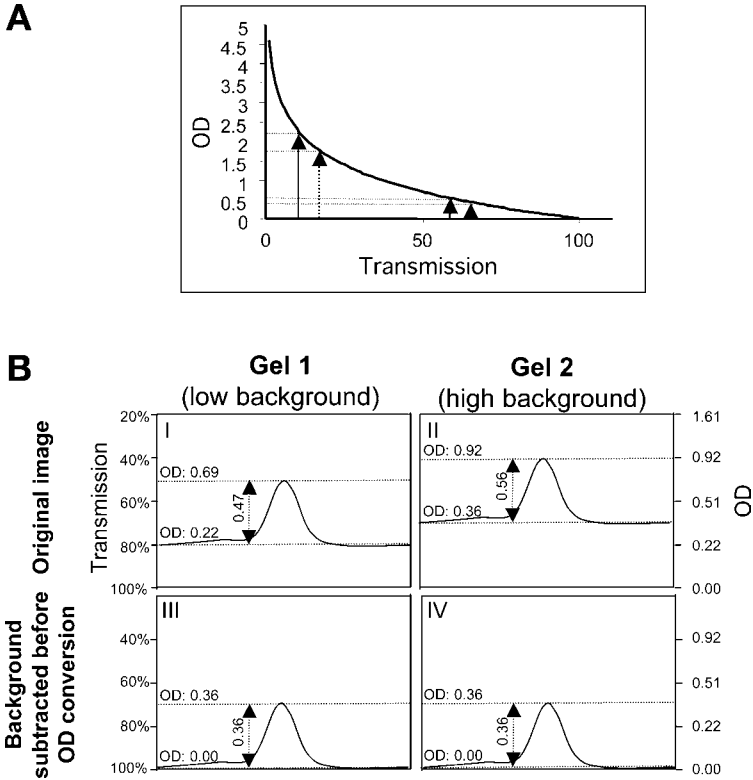 A
OD
5
4.5
4
3.5
3
2.5
2
1.5
1
0.5
0
0
50
100
Transmission
B
Gel 1
(low background)
Gel 2
(high background)
Original image
Transmission
20%
40%
60%
80%
100%
I
OD: 0.69
0.47
OD: 0.22
II
OD: 0.92
0.56
OD: 0.36
1.61
0.92
0.51
0.22
0.00
OD
Background
subtracted before
OD conversion
40%
60%
80%
100%
III
OD: 0.36
0.36
OD: 0.00
IV
OD: 0.36
0.36
OD: 0.00
0.92
0.51
0.22
0.00